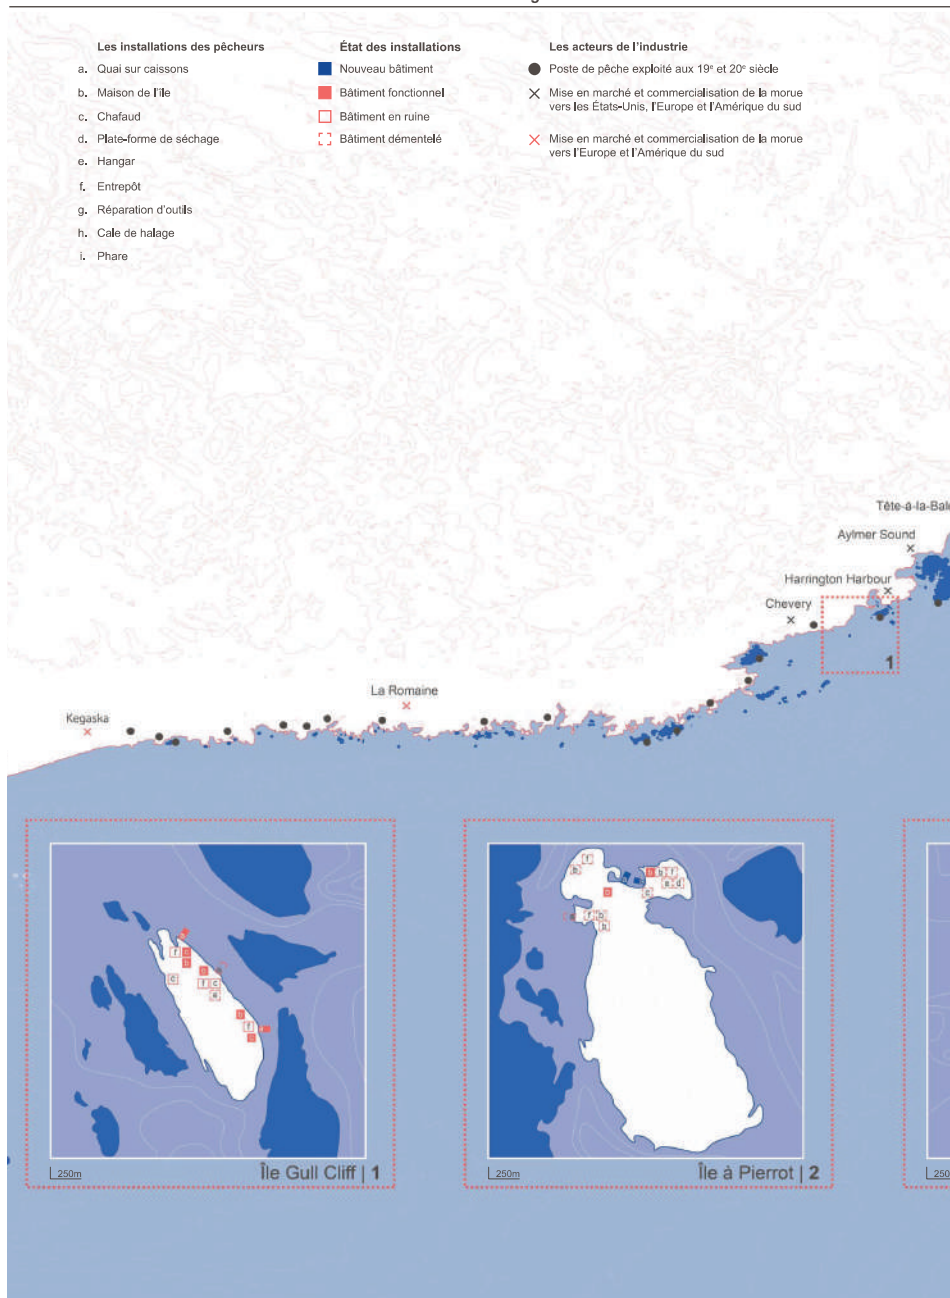 Les installations des pêcheurs
a. Quai sur caissons
b. Maison de l'île
c. Chafaud
d. Plate-forme de séchage
e. Hangar
f. Entrepôt
g. Réparation d'outils
h. Cale de halage
i. Phare
État des installations
Nouveau bâtiment
Bâtiment fonctionnel
Bâtiment en ruine
Bâtiment démentelé
Les acteurs de l'industrie
Poste de pêche exploité aux 19e et 20e siècle
Mise en marché et commercialisation de la morue
vers les États-Unis, l'Europe et l'Amérique du sud
Mise en marché et commercialisation de la morue
vers l'Europe et l'Amérique du sud
Tête-à-la-Bale
Aylmer Sound
Harrington Harbour
Chevery
1
La Romaine
Kegaska
250m
Île Gull Cliff | 1
250m
Île à Pierrot | 2
250